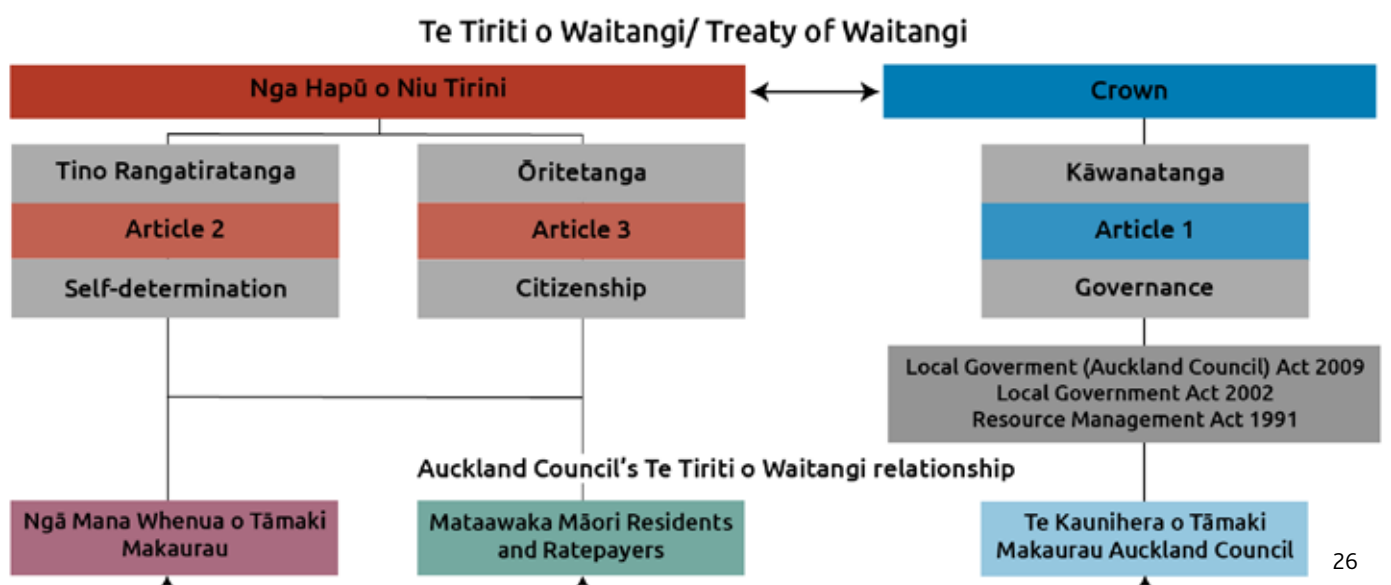 Te Tiriti o Waitangi/ Treaty of Waitangi
Nga Hapū o Niu Tirini
Crown
Tino Rangatiratanga
Article 2
Self-determination
Ōritetanga
Article 3
Citizenship
Kāwanatanga
Article 1
Governance
Local Goverment (Auckland Council) Act 2009
Local Government Act 2002
Resource Management Act 1991
Auckland Council's Te Tiriti o Waitangi relationship
Ngā Mana Whenua o Tāmaki
Makaurau
Mataawaka Māori Residents
and Ratepayers
Te Kaunihera o Tāmaki
Makaurau Auckland Council
26